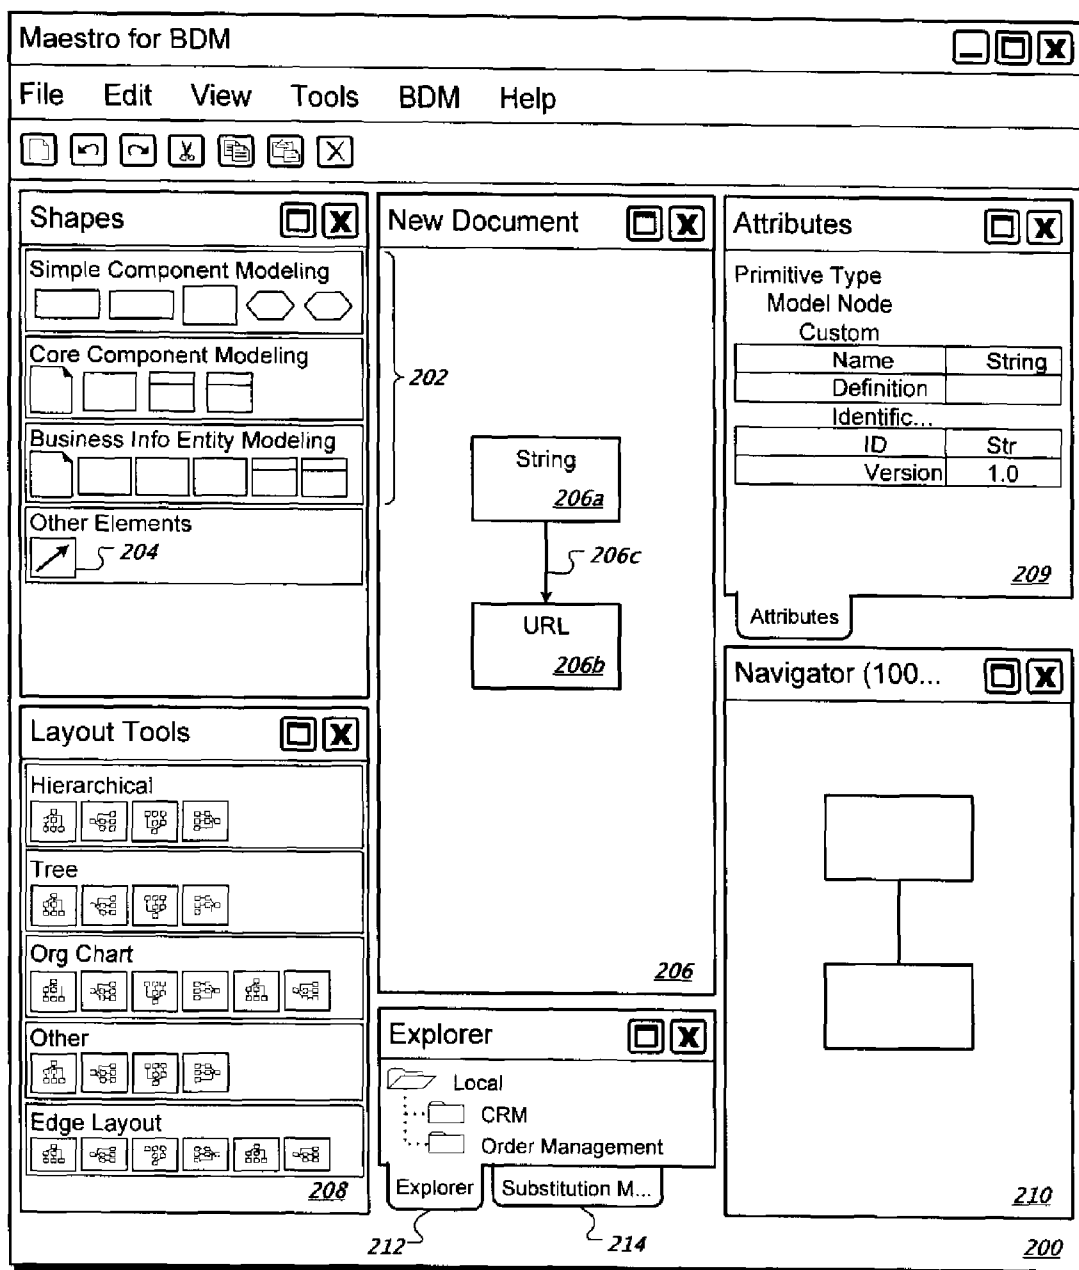 Maestro for BDM
File Edit View Tools BDM Help
Shapes
Simple Component Modeling
Core Component Modeling
Business Info Entity Modeling
Other Elements
204
202
New Document
String
206a
206c
URL
206b
206
Attributes
Primitive Type
Model Node
Custom
Name String
Definition
Identific...
ID Str
Version 1.0
209
Attributes
Layout Tools
Hierarchical
Tree
Org Chart
Other
Edge Layout
208
Explorer
Local
CRM
Order Management
Explorer
Substitution M...
212
214
Navigator (100...
210
200